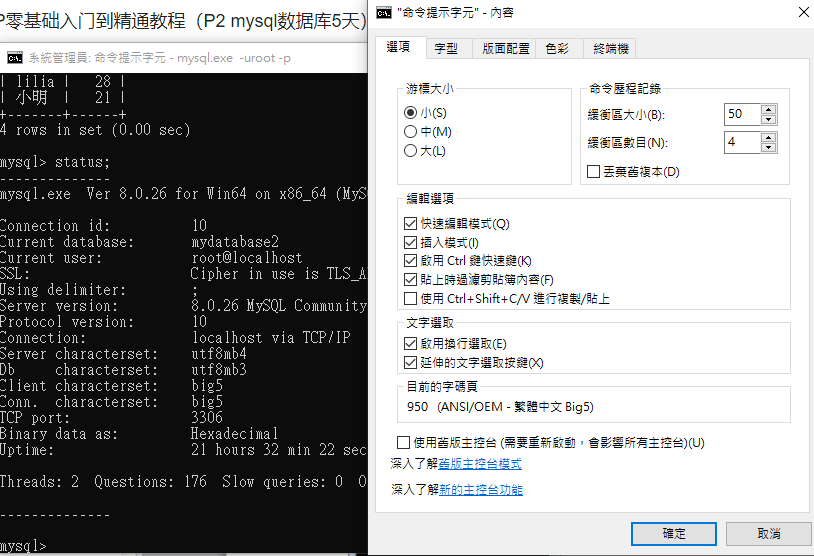 P零基础入门到精通教程（P2 mysql数据库5天）
系統管理員: 命令提示字元 - mysql.exe -uroot -p
| lilia | 28 |
| 小明 | 21 |
+-------+------+
4 rows in set (0.00 sec)
mysql> status;
--------------
mysql.exe Ver 8.0.26 for Win64 on x86_64 (MyS
Connection id: 10
Current database: mydatabase2
Current user: root@localhost
SSL: Cipher in use is TLS_A
Using delimiter: ;
Server version: 8.0.26 MySQL Community
Protocol version: 10
Connection: localhost via TCP/IP
Server characterset: utf8mb4
Db characterset: utf8mb3
Client characterset: big5
Conn. characterset: big5
TCP port: 3306
Binary data as: Hexadecimal
Uptime: 21 hours 32 min 22 sec
Threads: 2 Questions: 176 Slow queries: 0 O
--------------
mysql>
"命令提示字元" - 內容
選項 字型 版面配置 色彩 終端機
游標大小
小(S)
中(M)
大(L)
命令歷程記錄
緩衝區大小(B): 50
緩衝區數目(N): 4
丟棄舊複本(D)
編輯選項
快速編輯模式(Q)
插入模式(I)
啟用 Ctrl 鍵快速鍵(K)
貼上時過濾剪貼簿內容(F)
使用 Ctrl+Shift+C/V 進行複製/貼上
文字選取
啟用換行選取(E)
延伸的文字選取按鍵(X)
目前的字碼頁
950 (ANSI/OEM - 繁體中文 Big5)
使用舊版主控台 (需要重新啟動，會影響所有主控台)(U)
深入了解舊版主控台模式
深入了解新的主控台功能
確定 取消